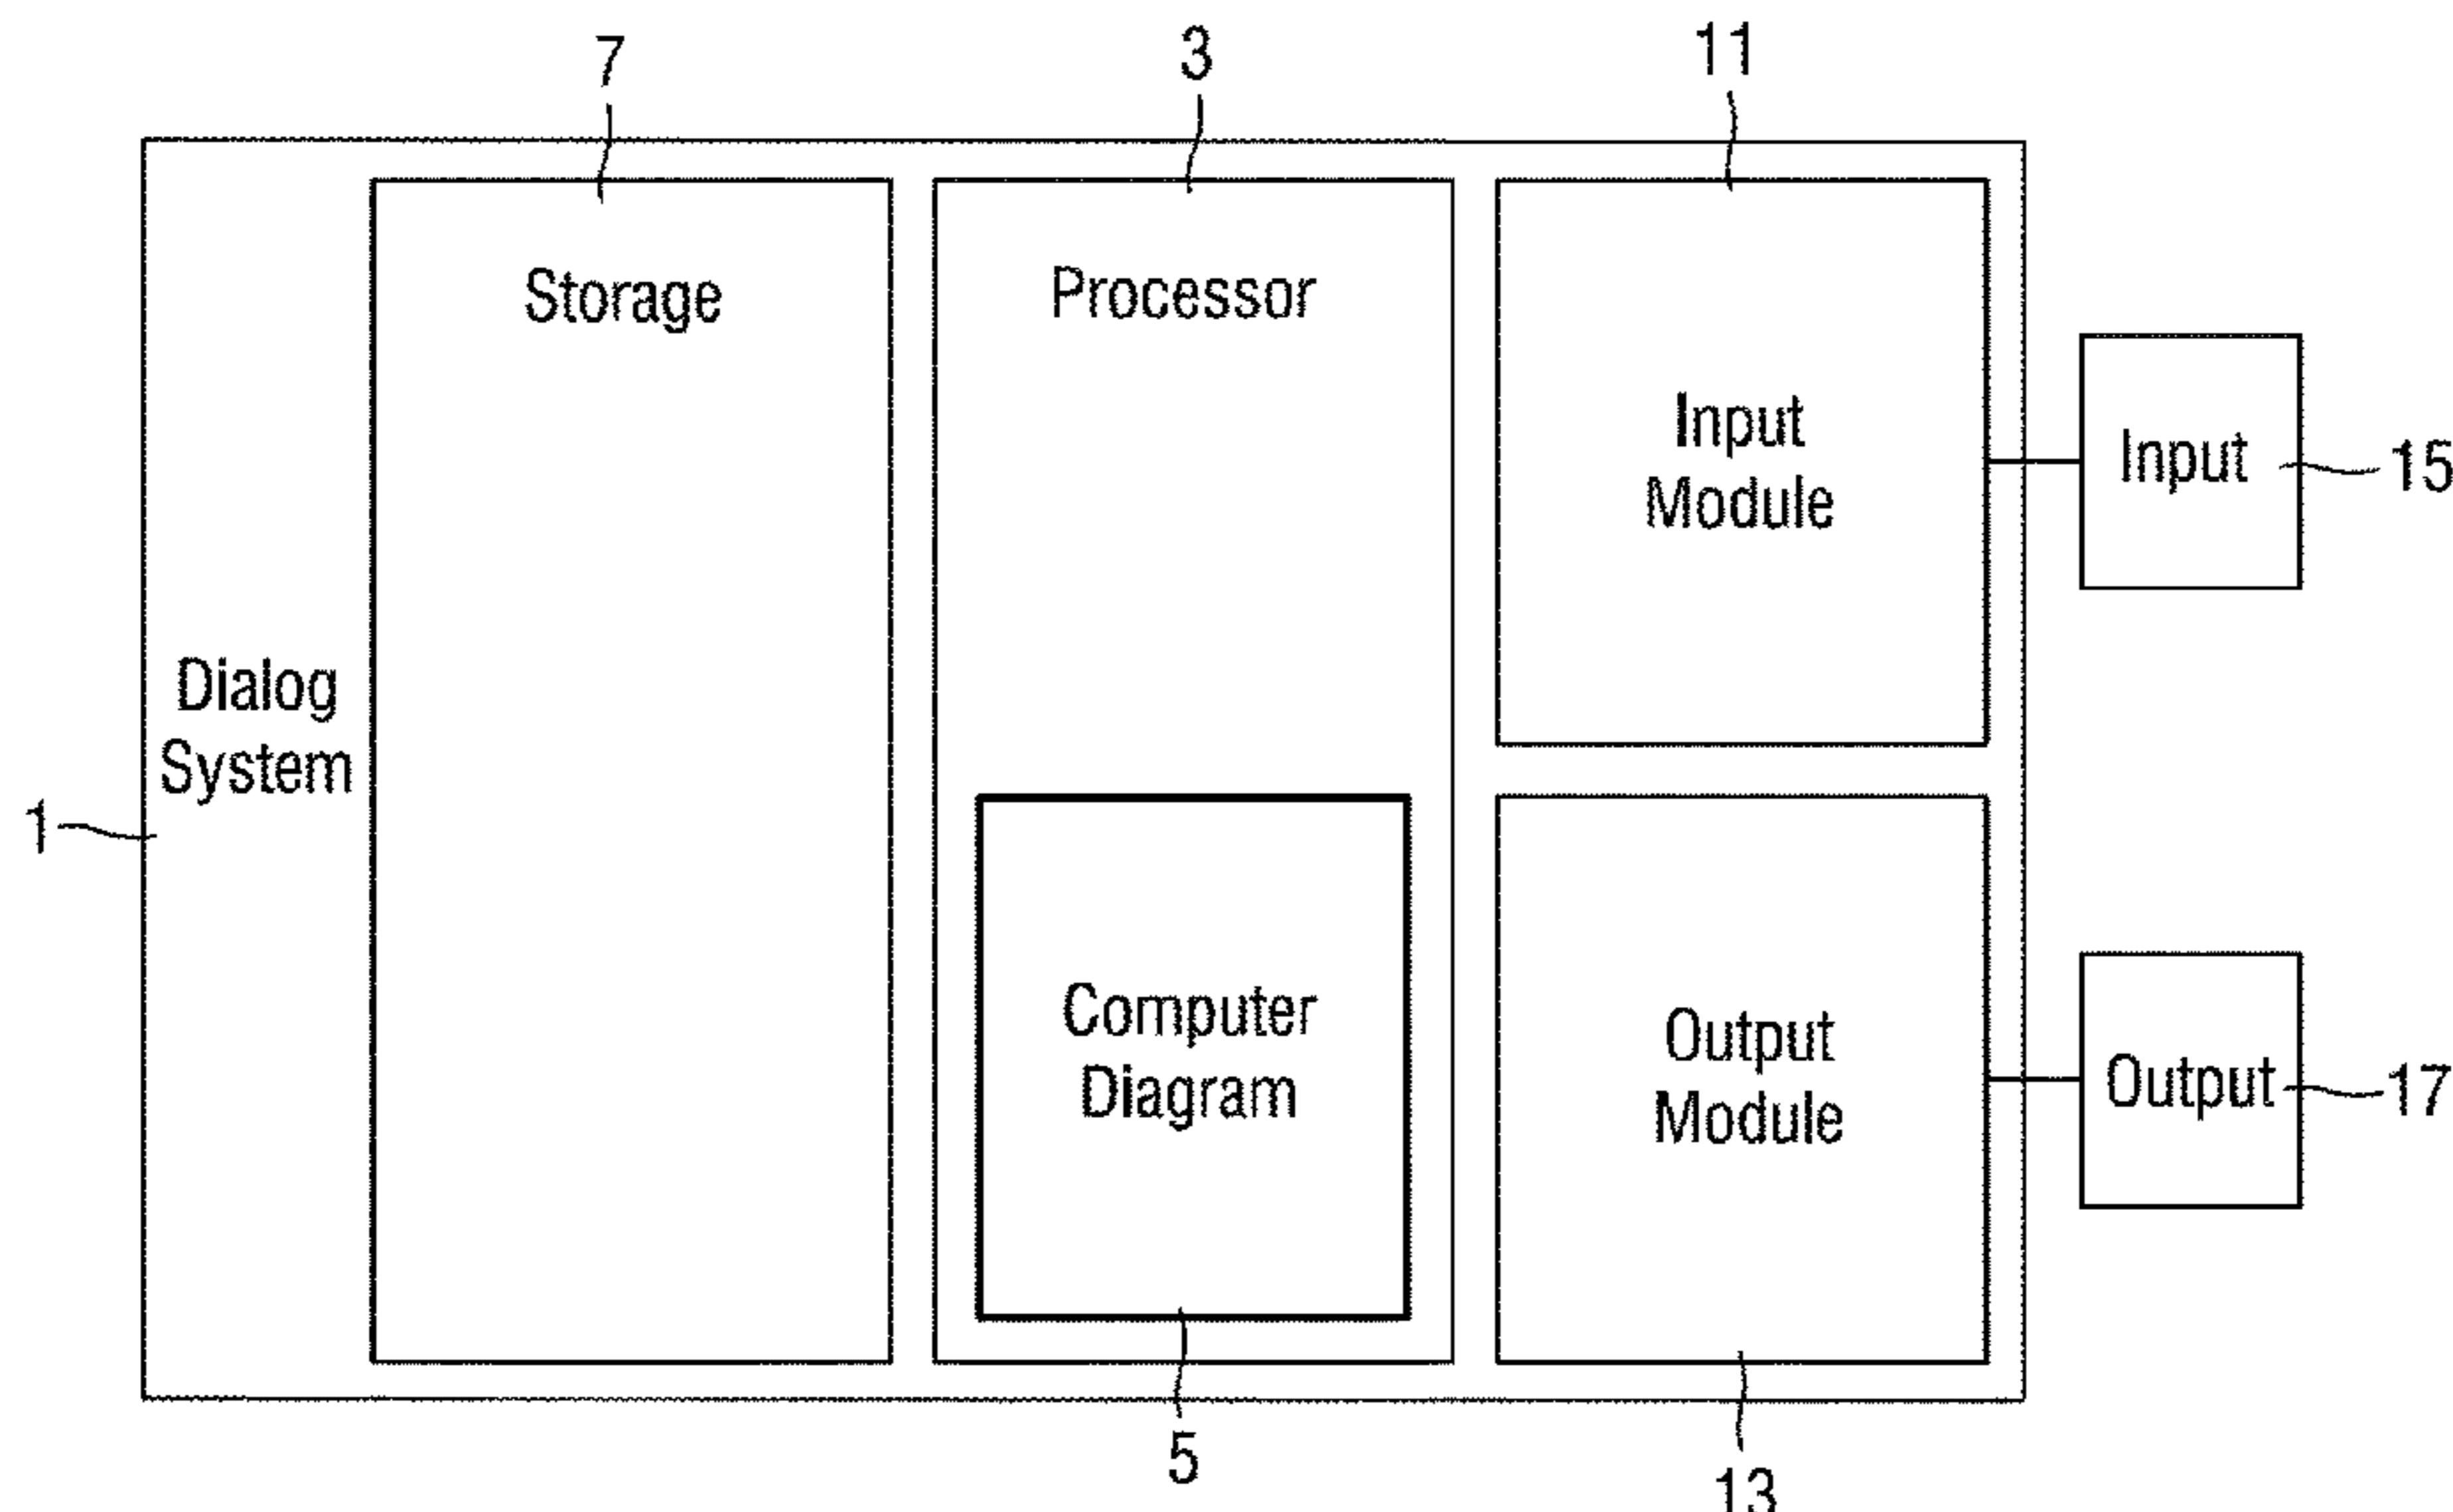 7
3
11
Storage
Processor
Input
Module
Input
15
Dialog
System
1
Computer
Diagram
Output
Module
Output
17
5
13